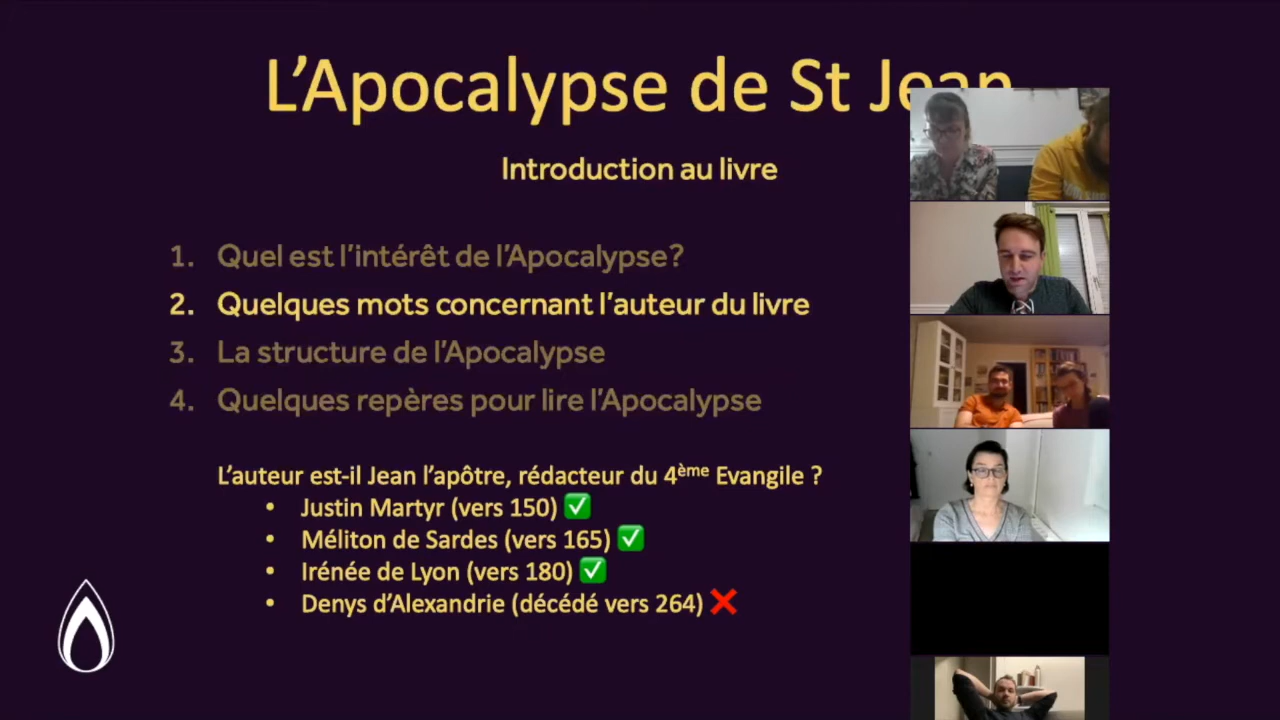 L'Apocalypse de St Jean
Introduction au livre
1. Quel est l'intérêt de l'Apocalypse?
2. Quelques mots concernant l'auteur du livre
3. La structure de l'Apocalypse
4. Quelques repères pour lire l'Apocalypse
L'auteur est-il Jean l'apôtre, rédacteur du 4ème Evangile ?
• Justin Martyr (vers 150) ✅
• Méliton de Sardes (vers 165) ✅
• Irénée de Lyon (vers 180) ✅
• Denys d'Alexandrie (décédé vers 264) ❌